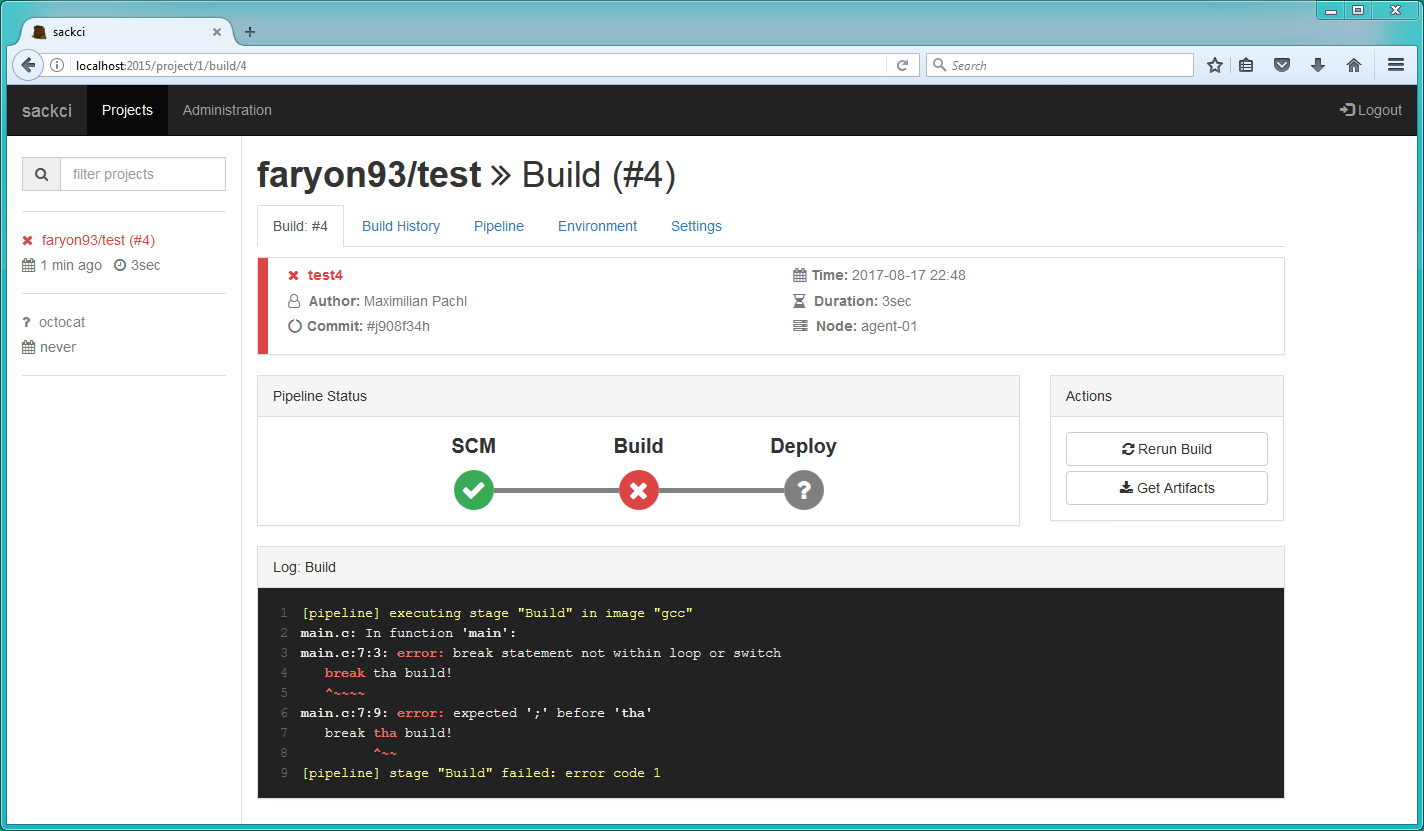 sackci
localhost:2015/project/1/build/4
Search
sackci Projects Administration Logout
filter projects
faryon93/test (#4)
1 min ago 3sec
? octocat
never
faryon93/test » Build (#4)
Build: #4 Build History Pipeline Environment Settings
test4
Author: Maximilian Pachl
Commit: #j908f34h
Time: 2017-08-17 22:48
Duration: 3sec
Node: agent-01
Pipeline Status
SCM Build Deploy
?
Actions
Rerun Build
Get Artifacts
Log: Build
1 [pipeline] executing stage "Build" in image "gcc"
2 main.c: In function 'main':
3 main.c:7:3: error: break statement not within loop or switch
4 break tha build!
5 ^~~~~
6 main.c:7:9: error: expected ';' before 'tha'
7 break tha build!
8 ^~~
9 [pipeline] stage "Build" failed: error code 1